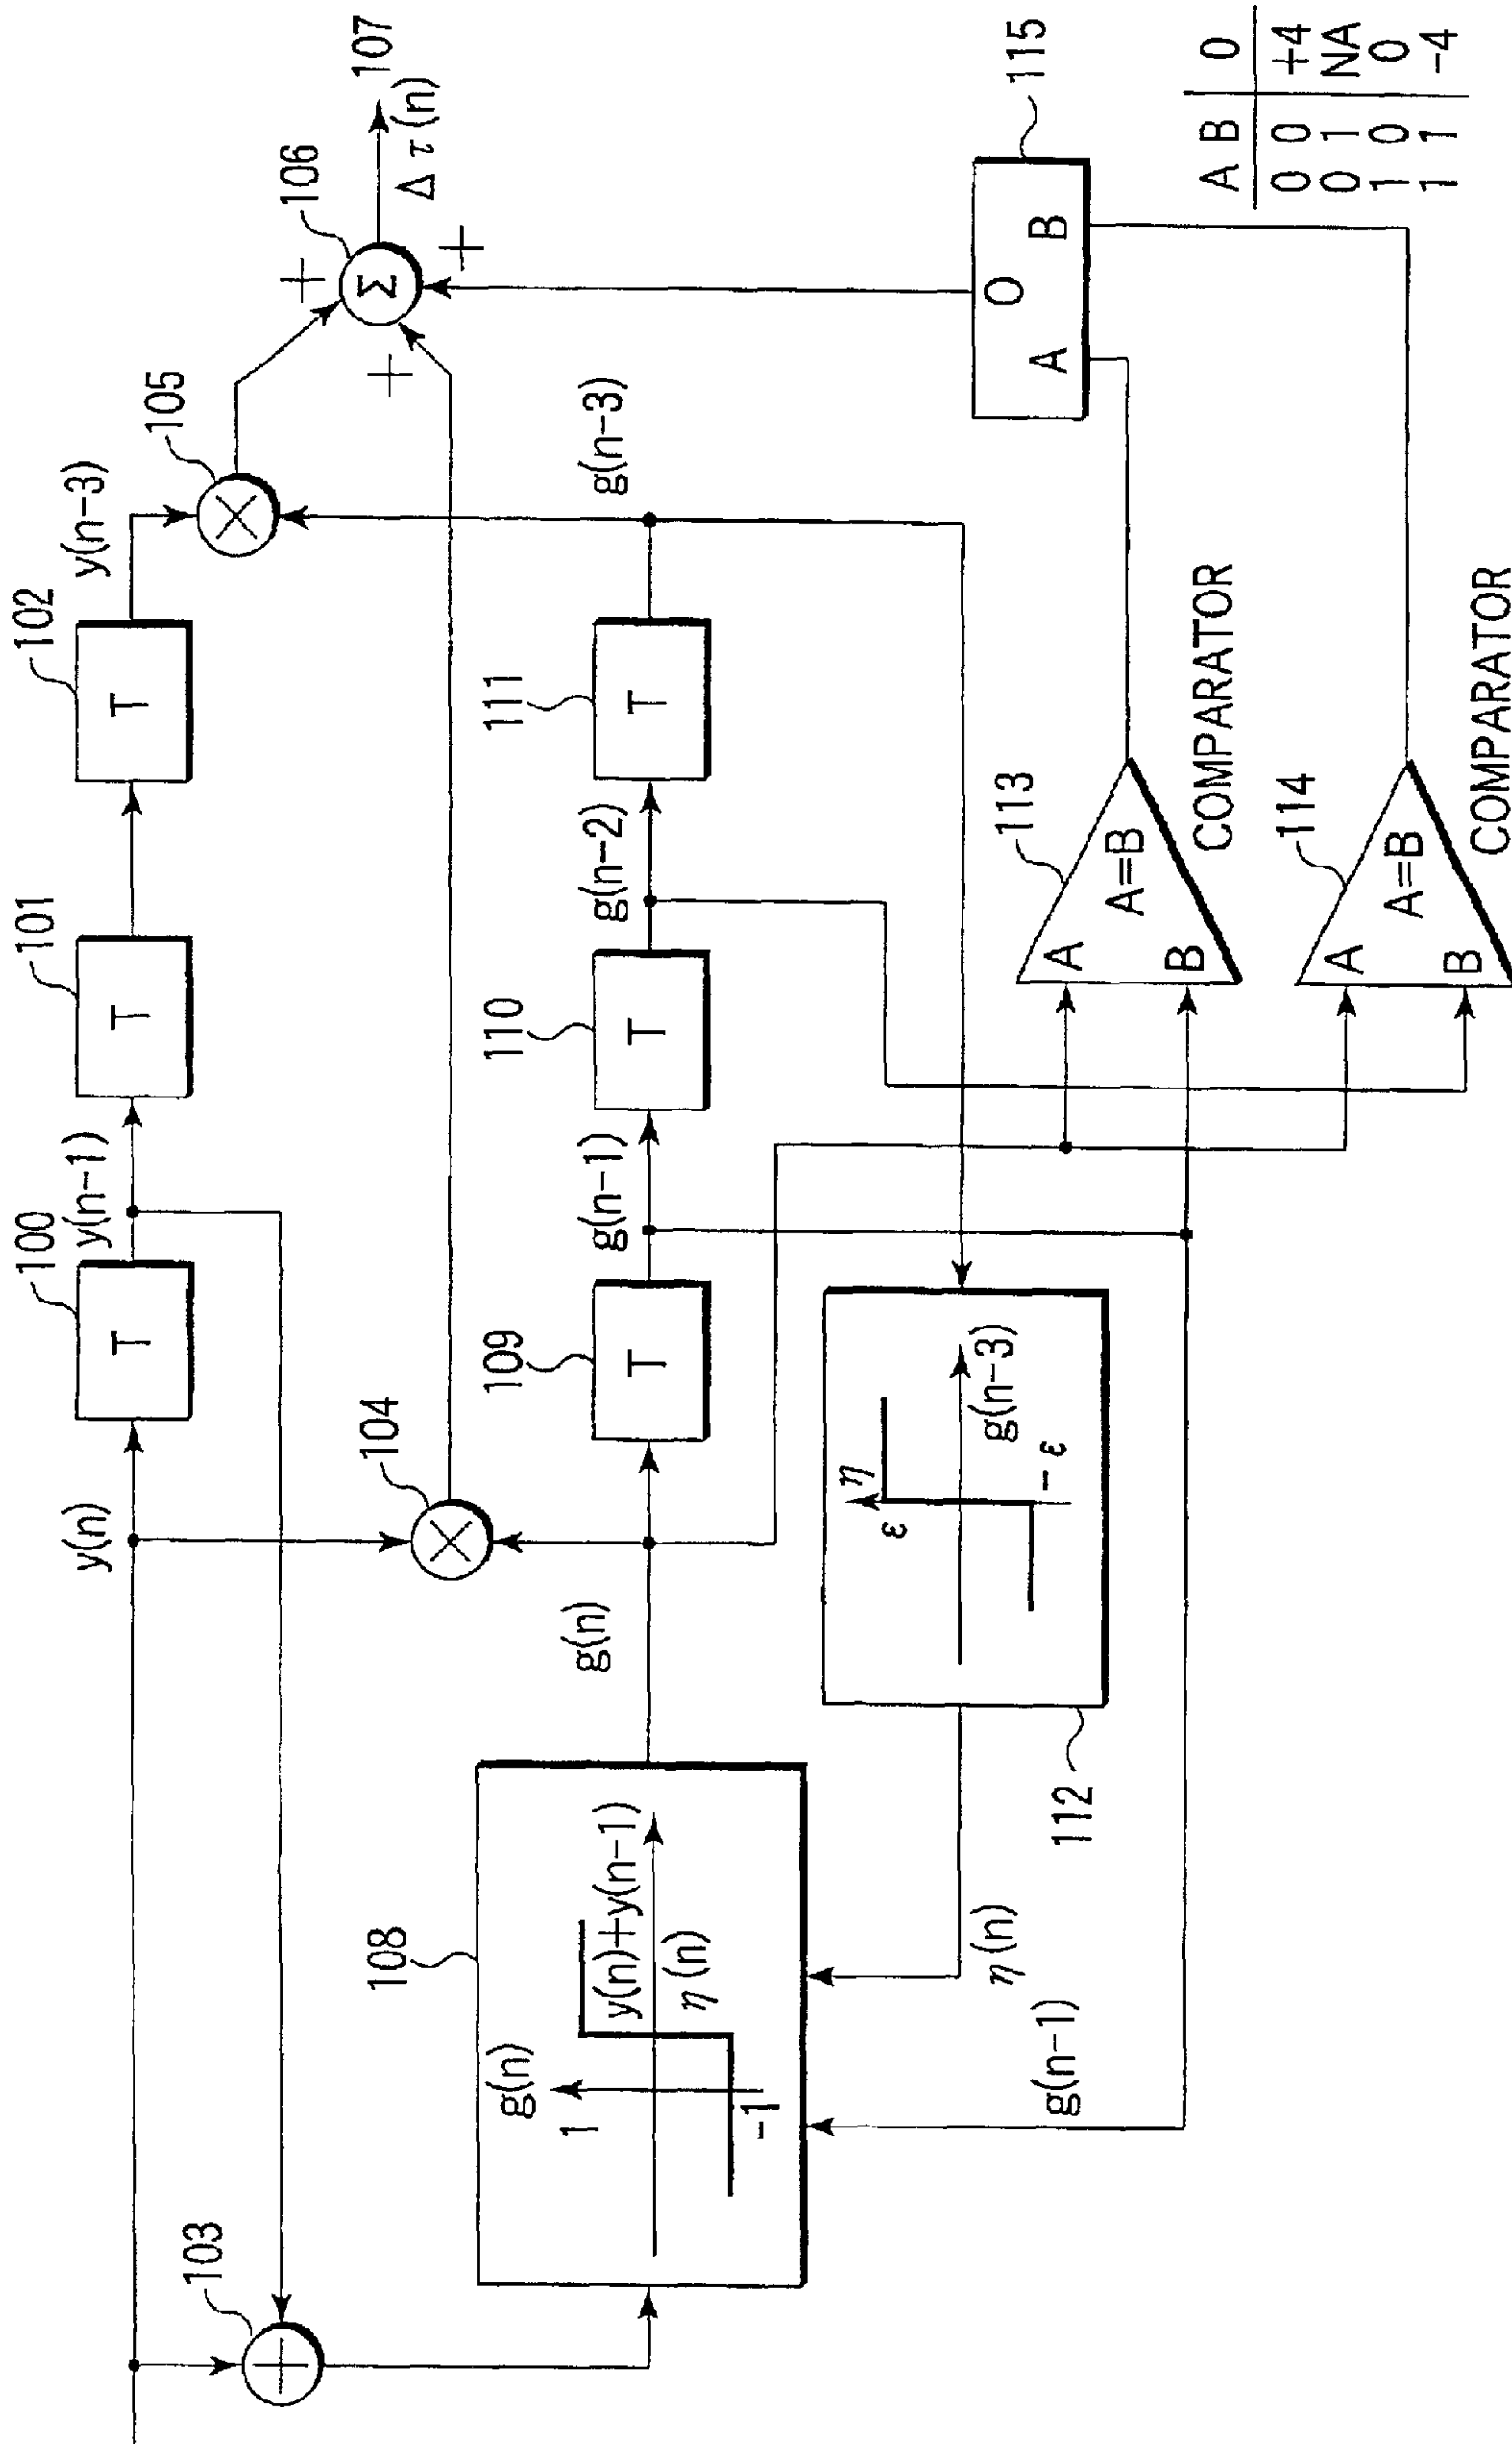 100
101
102
y(n)
T
y(n-1)
T
T
y(n-3)
103
104
105
106
107
Σ
+
+
+
Δτ(n)
108
g(n)
1
-1
y(n)+y(n-1)
η(n)
g(n)
109
T
g(n-1)
110
T
g(n-2)
111
T
g(n-3)
112
η
ε
-ε
g(n-3)
η(n)
g(n-1)
113
A
B
A=B
COMPARATOR
114
A
B
A=B
COMPARATOR
115
O
A
B
A B O
0 0 +4
0 1 NA
1 0 0
1 1 -4